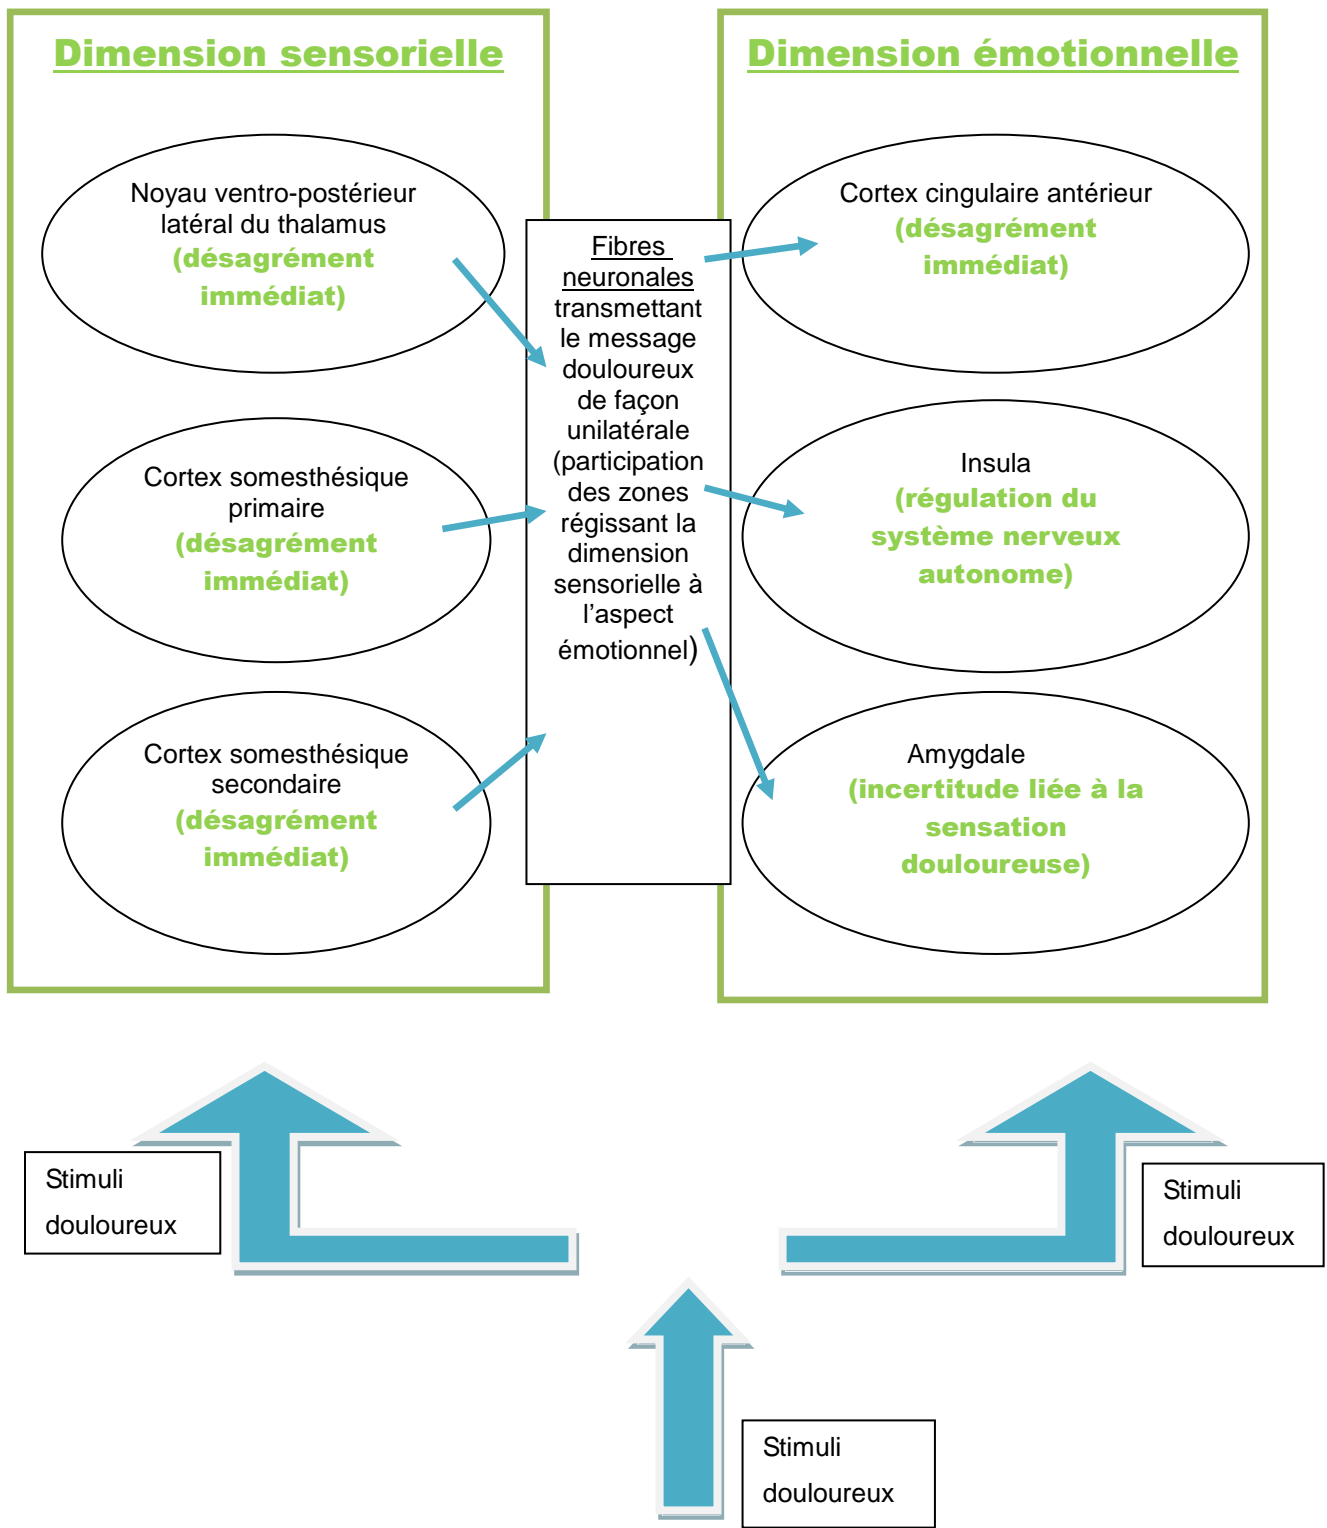 Dimension sensorielle
Noyau ventro-postérieur
latéral du thalamus
(désagrément
immédiat)
Cortex somesthésique
primaire
(désagrément
immédiat)
Cortex somesthésique
secondaire
(désagrément
immédiat)
Fibres
neuronales
transmettant
le message
douloureux
de façon
unilatérale
(participation
des zones
régissant la
dimension
sensorielle à
l’aspect
émotionnel)
Dimension émotionnelle
Cortex cingulaire antérieur
(désagrément
immédiat)
Insula
(régulation du
système nerveux
autonome)
Amygdale
(incertitude liée à la
sensation
douloureuse)
Stimuli
douloureux
Stimuli
douloureux
Stimuli
douloureux